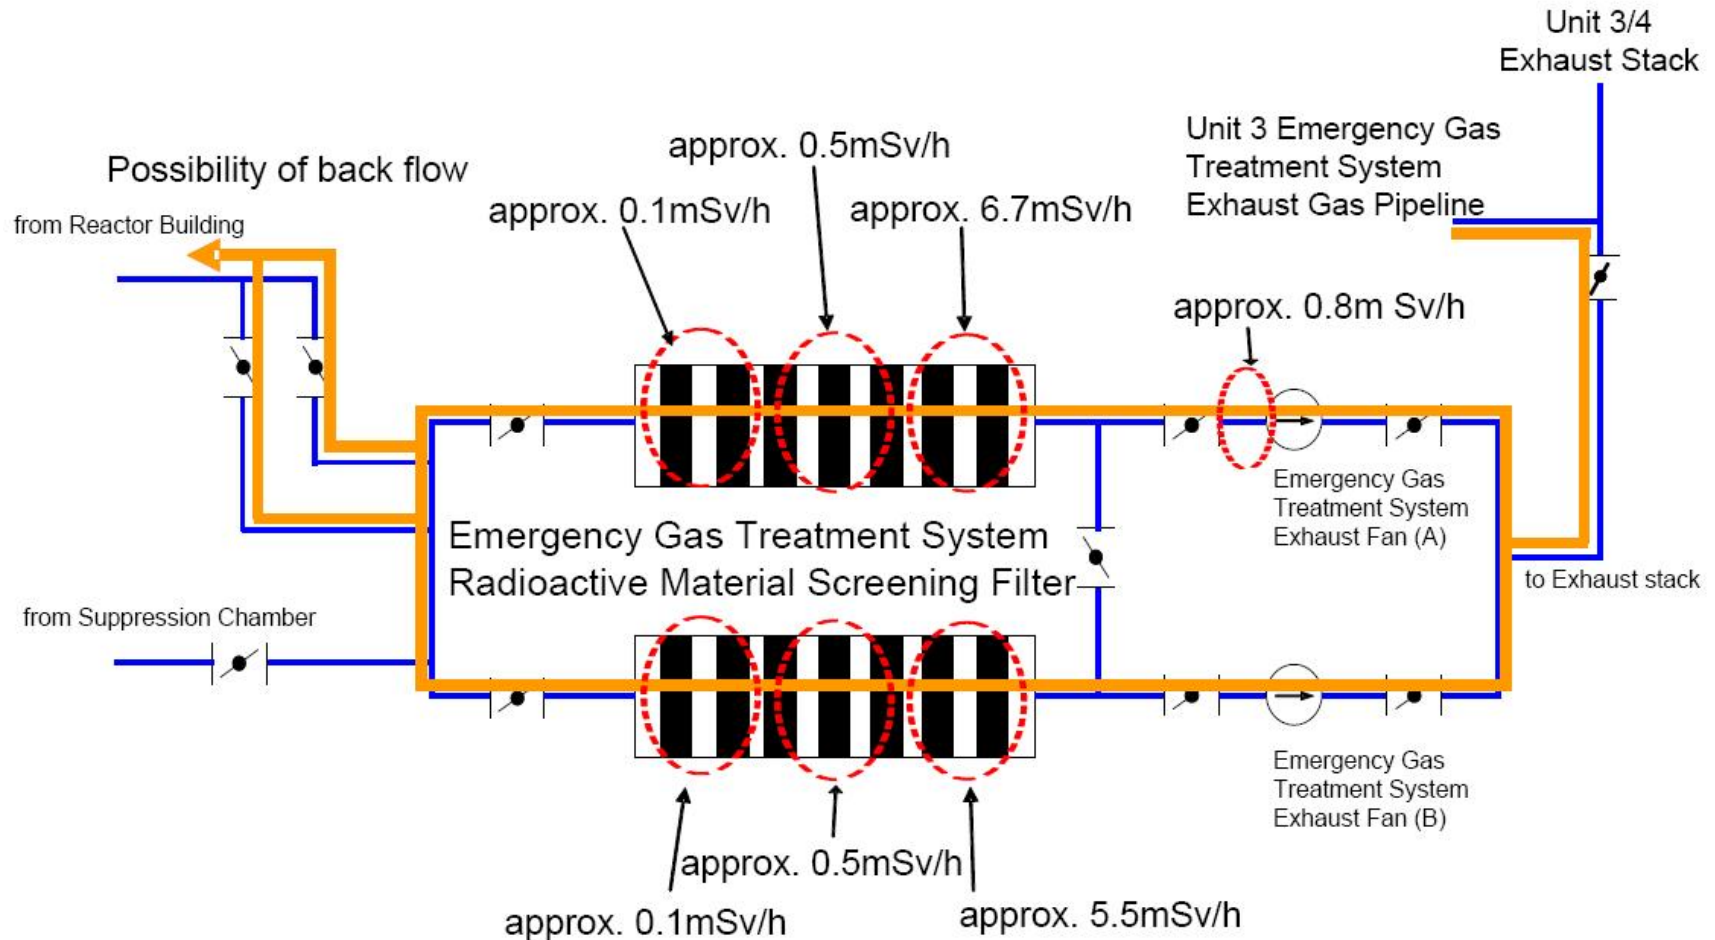 Unit 3/4
Exhaust Stack
Unit 3 Emergency Gas
Treatment System
Exhaust Gas Pipeline
approx. 0.5mSv/h
Possibility of back flow
approx. 0.1mSv/h
approx. 6.7mSv/h
from Reactor Building
approx. 0.8m Sv/h
Emergency Gas
Treatment System
Exhaust Fan (A)
Emergency Gas Treatment System
Radioactive Material Screening Filter
to Exhaust stack
from Suppression Chamber
Emergency Gas
Treatment System
Exhaust Fan (B)
approx. 0.5mSv/h
approx. 0.1mSv/h
approx. 5.5mSv/h